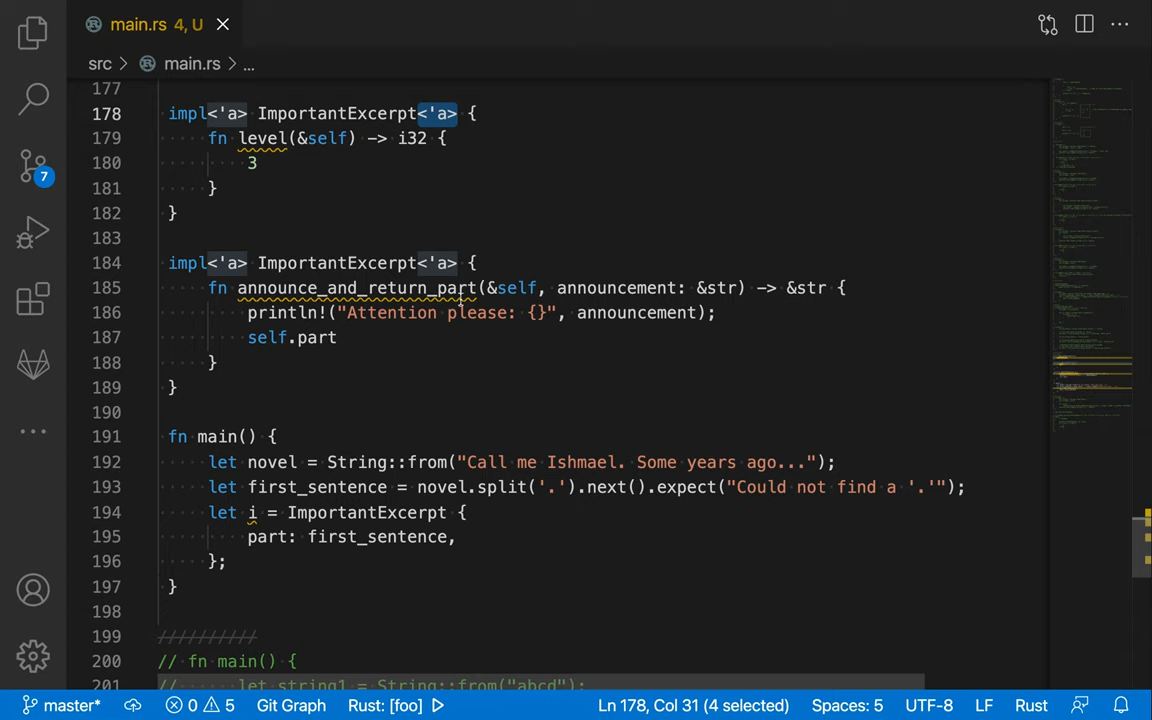 main.rs 4, U
src > main.rs > ...
177
178 impl<'a> ImportantExcerpt<'a> {
179 fn level(&self) -> i32 {
180 3
181 }
182 }
183
184 impl<'a> ImportantExcerpt<'a> {
185 fn announce_and_return_part(&self, announcement: &str) -> &str {
186 println!("Attention please: {}", announcement);
187 self.part
188 }
189 }
190
191 fn main() {
192 let novel = String::from("Call me Ishmael. Some years ago...");
193 let first_sentence = novel.split('.').next().expect("Could not find a '.'");
194 let i = ImportantExcerpt {
195 part: first_sentence,
196 };
197 }
198
199 //////////
200 // fn main() {
201 // let string1 = String::from("abcd");
7
master* 0 5 Git Graph Rust: [foo] Ln 178, Col 31 (4 selected) Spaces: 5 UTF-8 LF Rust